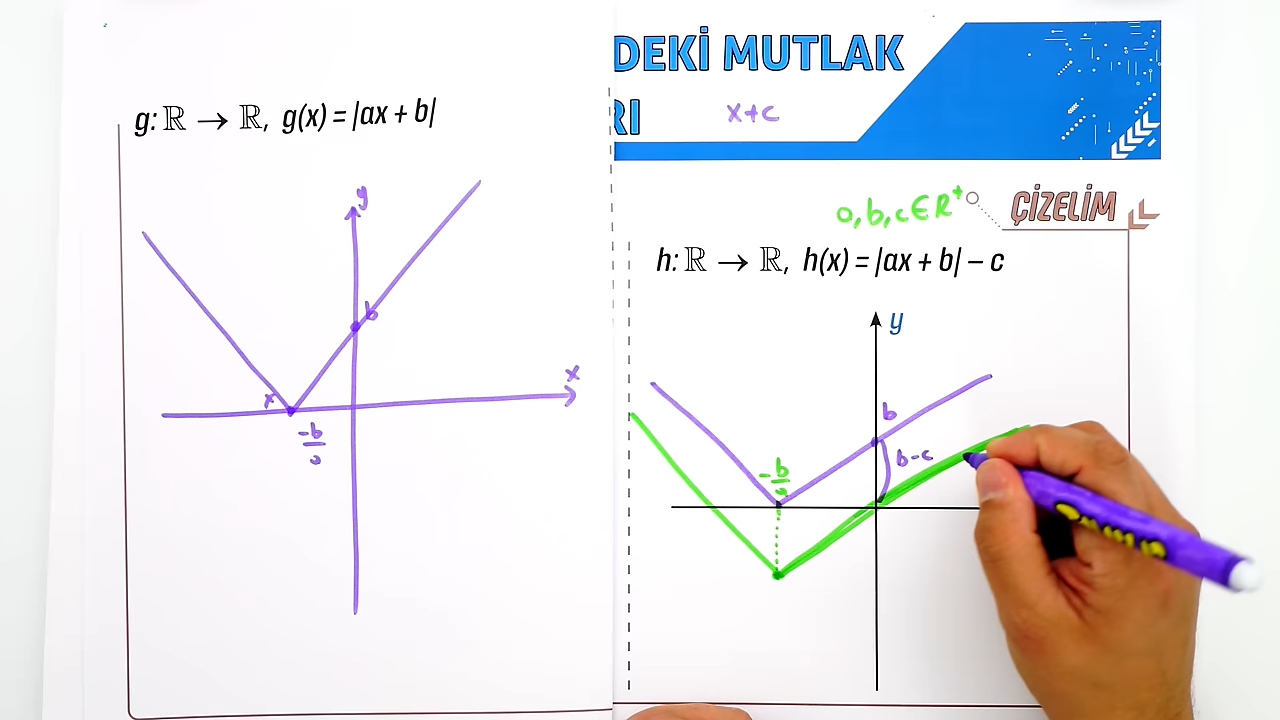 g: ℝ → ℝ, g(x) = |ax + b|
y
b
x
x
-b/a
DEKİ MUTLAK
RI
x+c
a, b, c ∈ R⁺
ÇİZELİM
h: ℝ → ℝ, h(x) = |ax + b| – c
y
b
b-c
-b/a